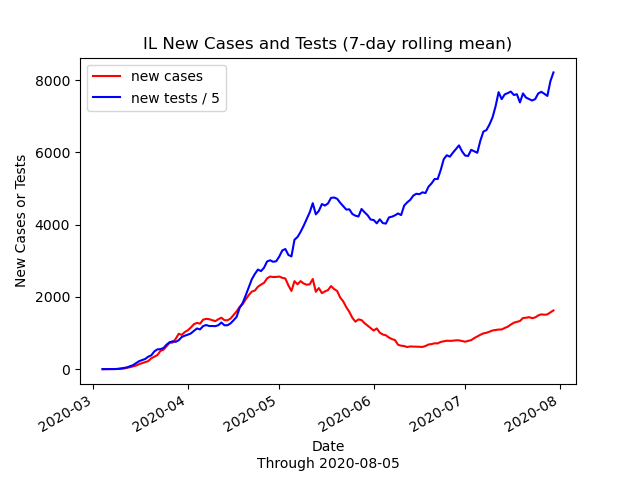 IL New Cases and Tests (7-day rolling mean)
new cases
new tests / 5
New Cases or Tests
8000
6000
4000
2000
0
2020-03
2020-04
2020-05
2020-06
2020-07
2020-08
Date
Through 2020-08-05